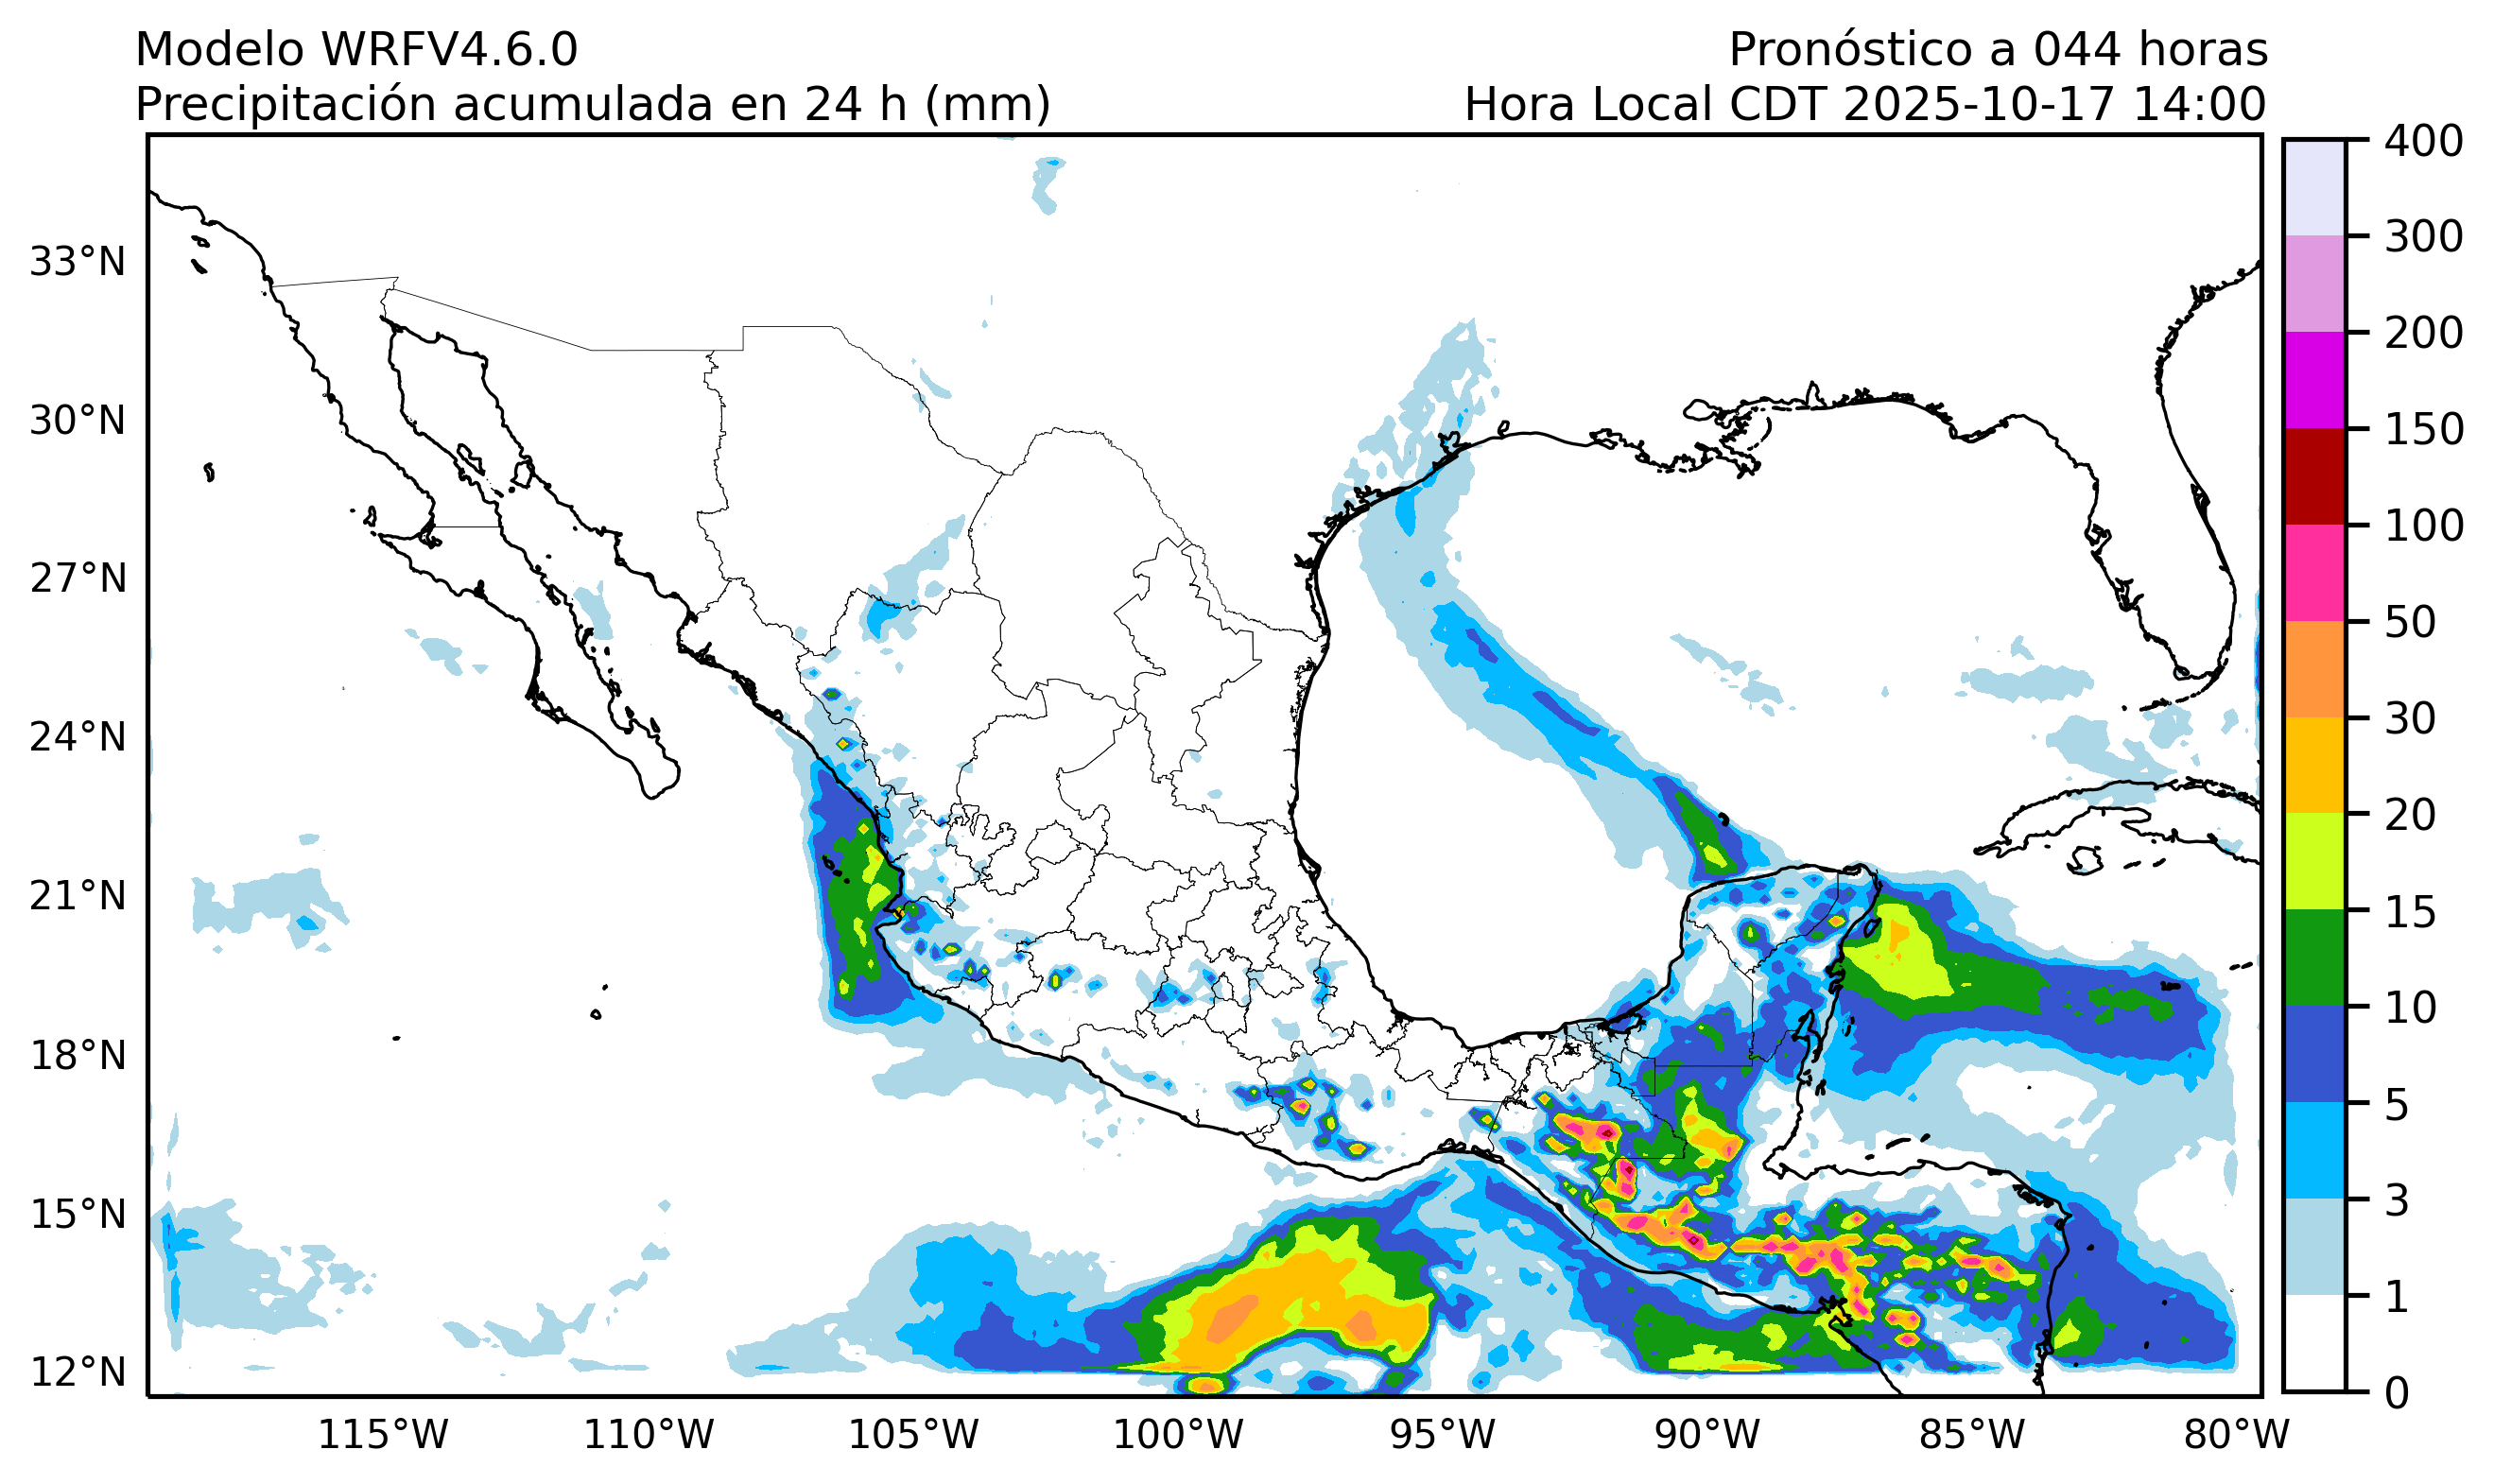 Modelo WRFV4.6.0
Pronóstico a 044 horas
Precipitación acumulada en 24 h (mm)
Hora Local CDT 2025-10-17 14:00
33°N
30°N
27°N
24°N
21°N
18°N
15°N
12°N
115°W
110°W
105°W
100°W
95°W
90°W
85°W
80°W
400
300
200
150
100
50
30
20
15
10
5
3
1
0